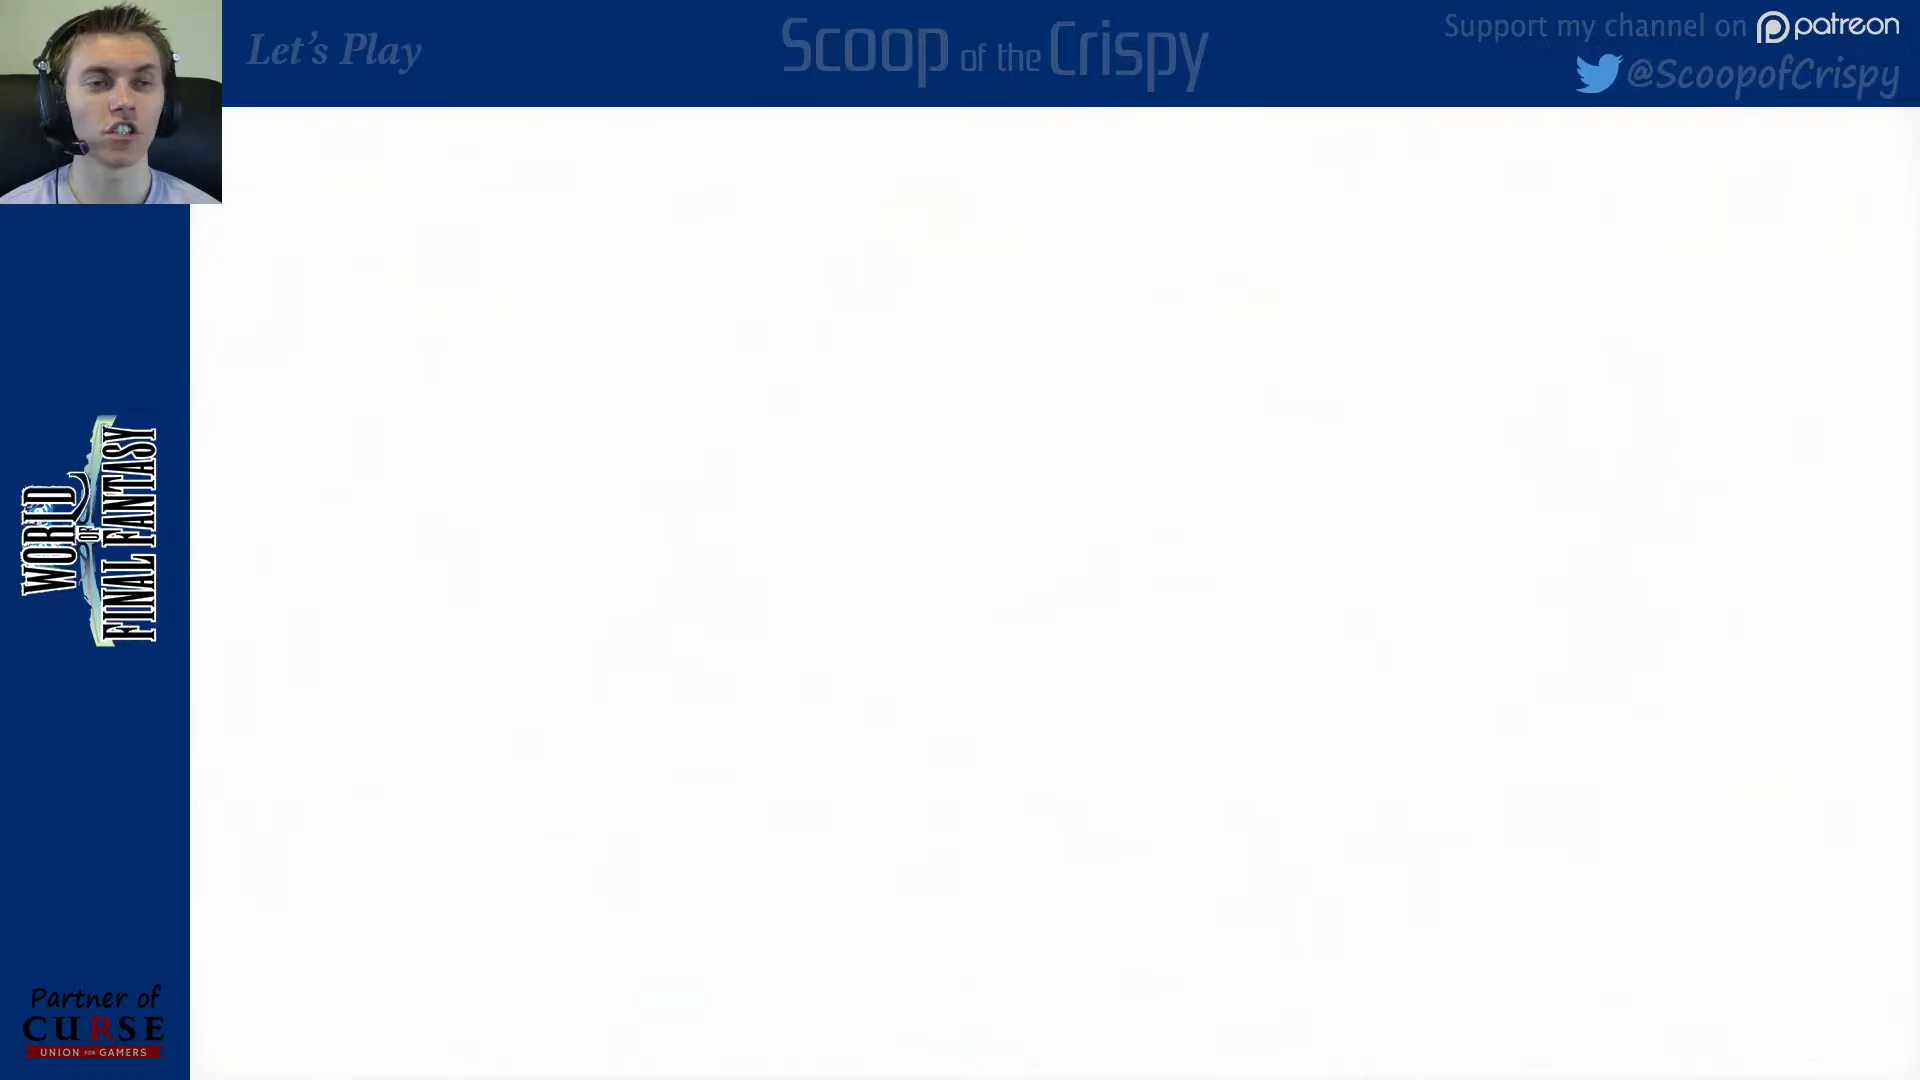 Let's Play
Scoop of the Crispy
Support my channel on patreon
@ScoopofCrispy
WORLD
OF
FINAL FANTASY
Partner of
CURSE
UNION FOR GAMERS